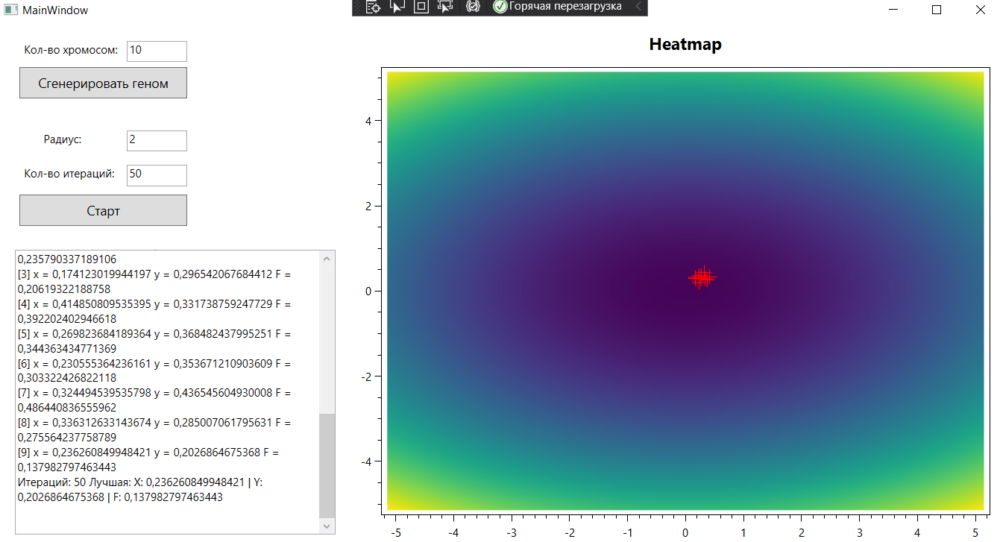 MainWindow
Горячая перезагрузка
Кол-во хромосом: 10
Сгенерировать геном
Радиус: 2
Кол-во итераций: 50
Старт
0,235790337189106
[3] x = 0,174123019944197 y = 0,296542067684412 F =
0,20619322188758
[4] x = 0,414850809535395 y = 0,331738759247729 F =
0,392202402946618
[5] x = 0,269823684189364 y = 0,368482437995251 F =
0,344363434771369
[6] x = 0,230555364236161 y = 0,353671210903609 F =
0,303322426822118
[7] x = 0,324494539535798 y = 0,436545604930008 F =
0,486440836555962
[8] x = 0,336312633143674 y = 0,285007061795631 F =
0,275564237758789
[9] x = 0,236260849948421 y = 0,2026864675368 F =
0,137982797463443
Итераций: 50 Лучшая: X: 0,236260849948421 | Y:
0,2026864675368 | F: 0,137982797463443
Heatmap
4
2
0
-2
-4
-5 -4 -3 -2 -1 0 1 2 3 4 5